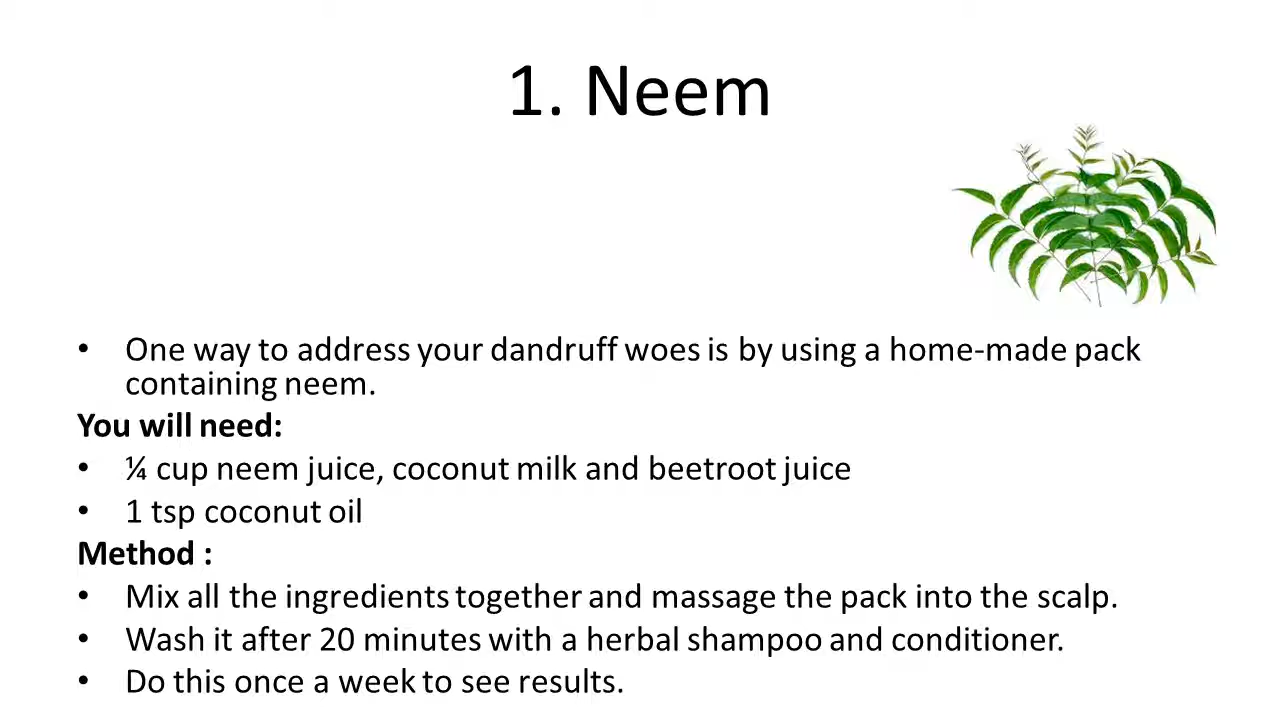 1. Neem
• One way to address your dandruff woes is by using a home-made pack
containing neem.
You will need:
• ¼ cup neem juice, coconut milk and beetroot juice
• 1 tsp coconut oil
Method :
• Mix all the ingredients together and massage the pack into the scalp.
• Wash it after 20 minutes with a herbal shampoo and conditioner.
• Do this once a week to see results.